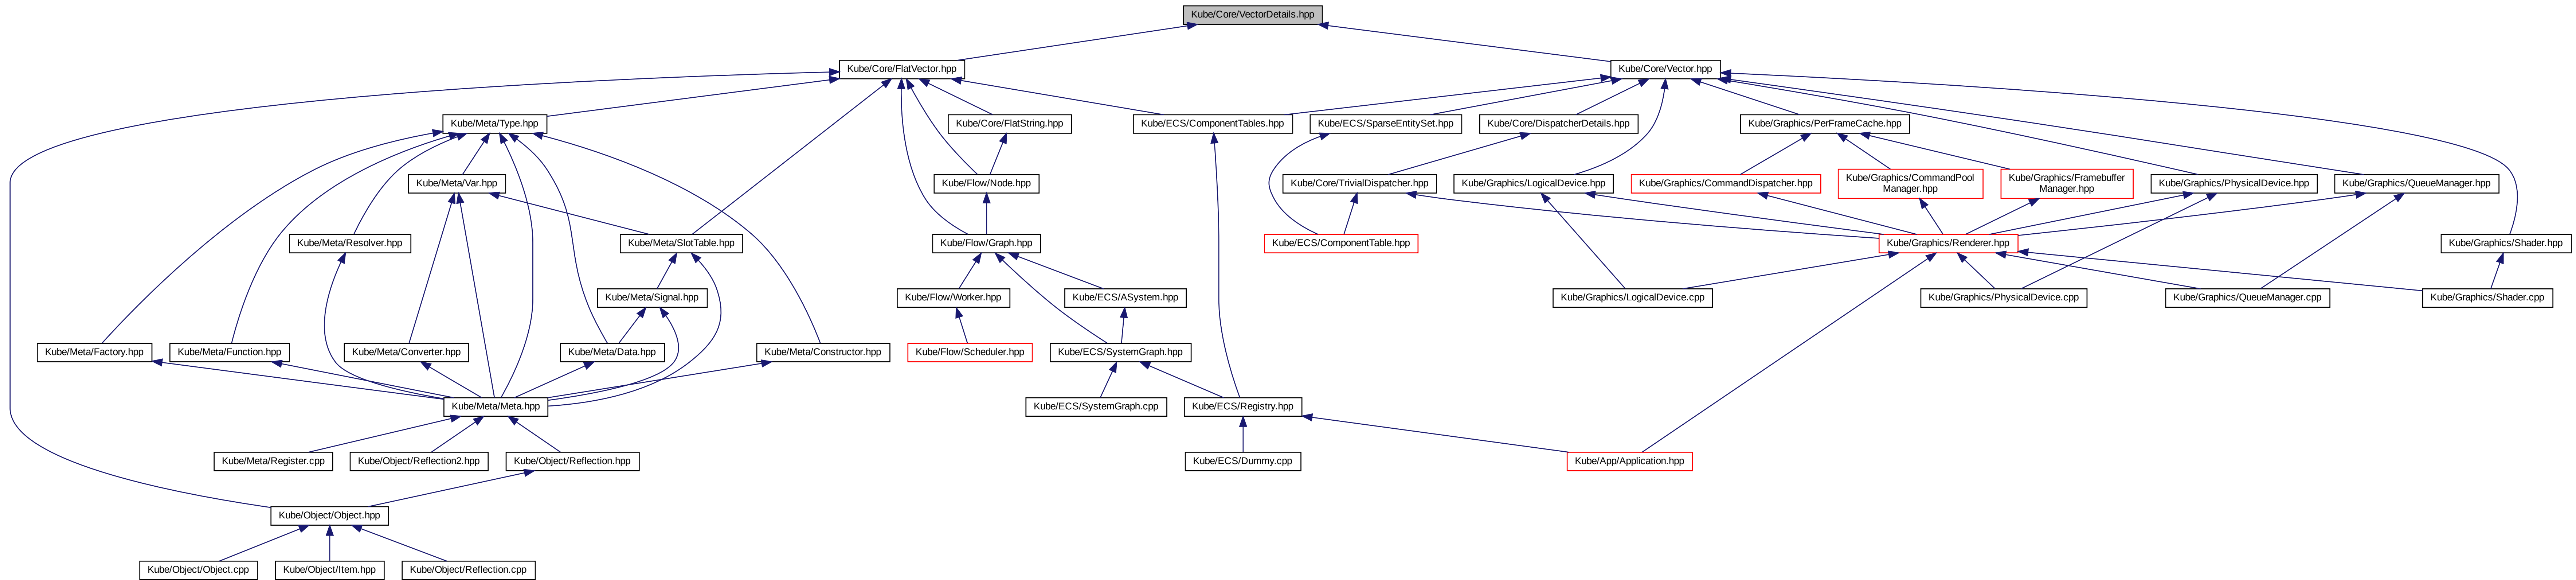 Kube/Core/VectorDetails.hpp
Kube/Core/FlatVector.hpp
Kube/Core/Vector.hpp
Kube/Meta/Type.hpp
Kube/Core/FlatString.hpp
Kube/ECS/ComponentTables.hpp
Kube/ECS/SparseEntitySet.hpp
Kube/Core/DispatcherDetails.hpp
Kube/Graphics/PerFrameCache.hpp
Kube/Meta/Var.hpp
Kube/Flow/Node.hpp
Kube/Core/TrivialDispatcher.hpp
Kube/Graphics/LogicalDevice.hpp
Kube/Graphics/CommandDispatcher.hpp
Kube/Graphics/CommandPool
Manager.hpp
Kube/Graphics/Framebuffer
Manager.hpp
Kube/Graphics/PhysicalDevice.hpp
Kube/Graphics/QueueManager.hpp
Kube/Meta/Resolver.hpp
Kube/Meta/SlotTable.hpp
Kube/Flow/Graph.hpp
Kube/ECS/ComponentTable.hpp
Kube/Graphics/Renderer.hpp
Kube/Graphics/Shader.hpp
Kube/Meta/Signal.hpp
Kube/Flow/Worker.hpp
Kube/ECS/ASystem.hpp
Kube/Graphics/LogicalDevice.cpp
Kube/Graphics/PhysicalDevice.cpp
Kube/Graphics/QueueManager.cpp
Kube/Graphics/Shader.cpp
Kube/Meta/Factory.hpp
Kube/Meta/Function.hpp
Kube/Meta/Converter.hpp
Kube/Meta/Data.hpp
Kube/Meta/Constructor.hpp
Kube/Flow/Scheduler.hpp
Kube/ECS/SystemGraph.hpp
Kube/Meta/Meta.hpp
Kube/ECS/SystemGraph.cpp
Kube/ECS/Registry.hpp
Kube/Meta/Register.cpp
Kube/Object/Reflection2.hpp
Kube/Object/Reflection.hpp
Kube/ECS/Dummy.cpp
Kube/App/Application.hpp
Kube/Object/Object.hpp
Kube/Object/Object.cpp
Kube/Object/Item.hpp
Kube/Object/Reflection.cpp